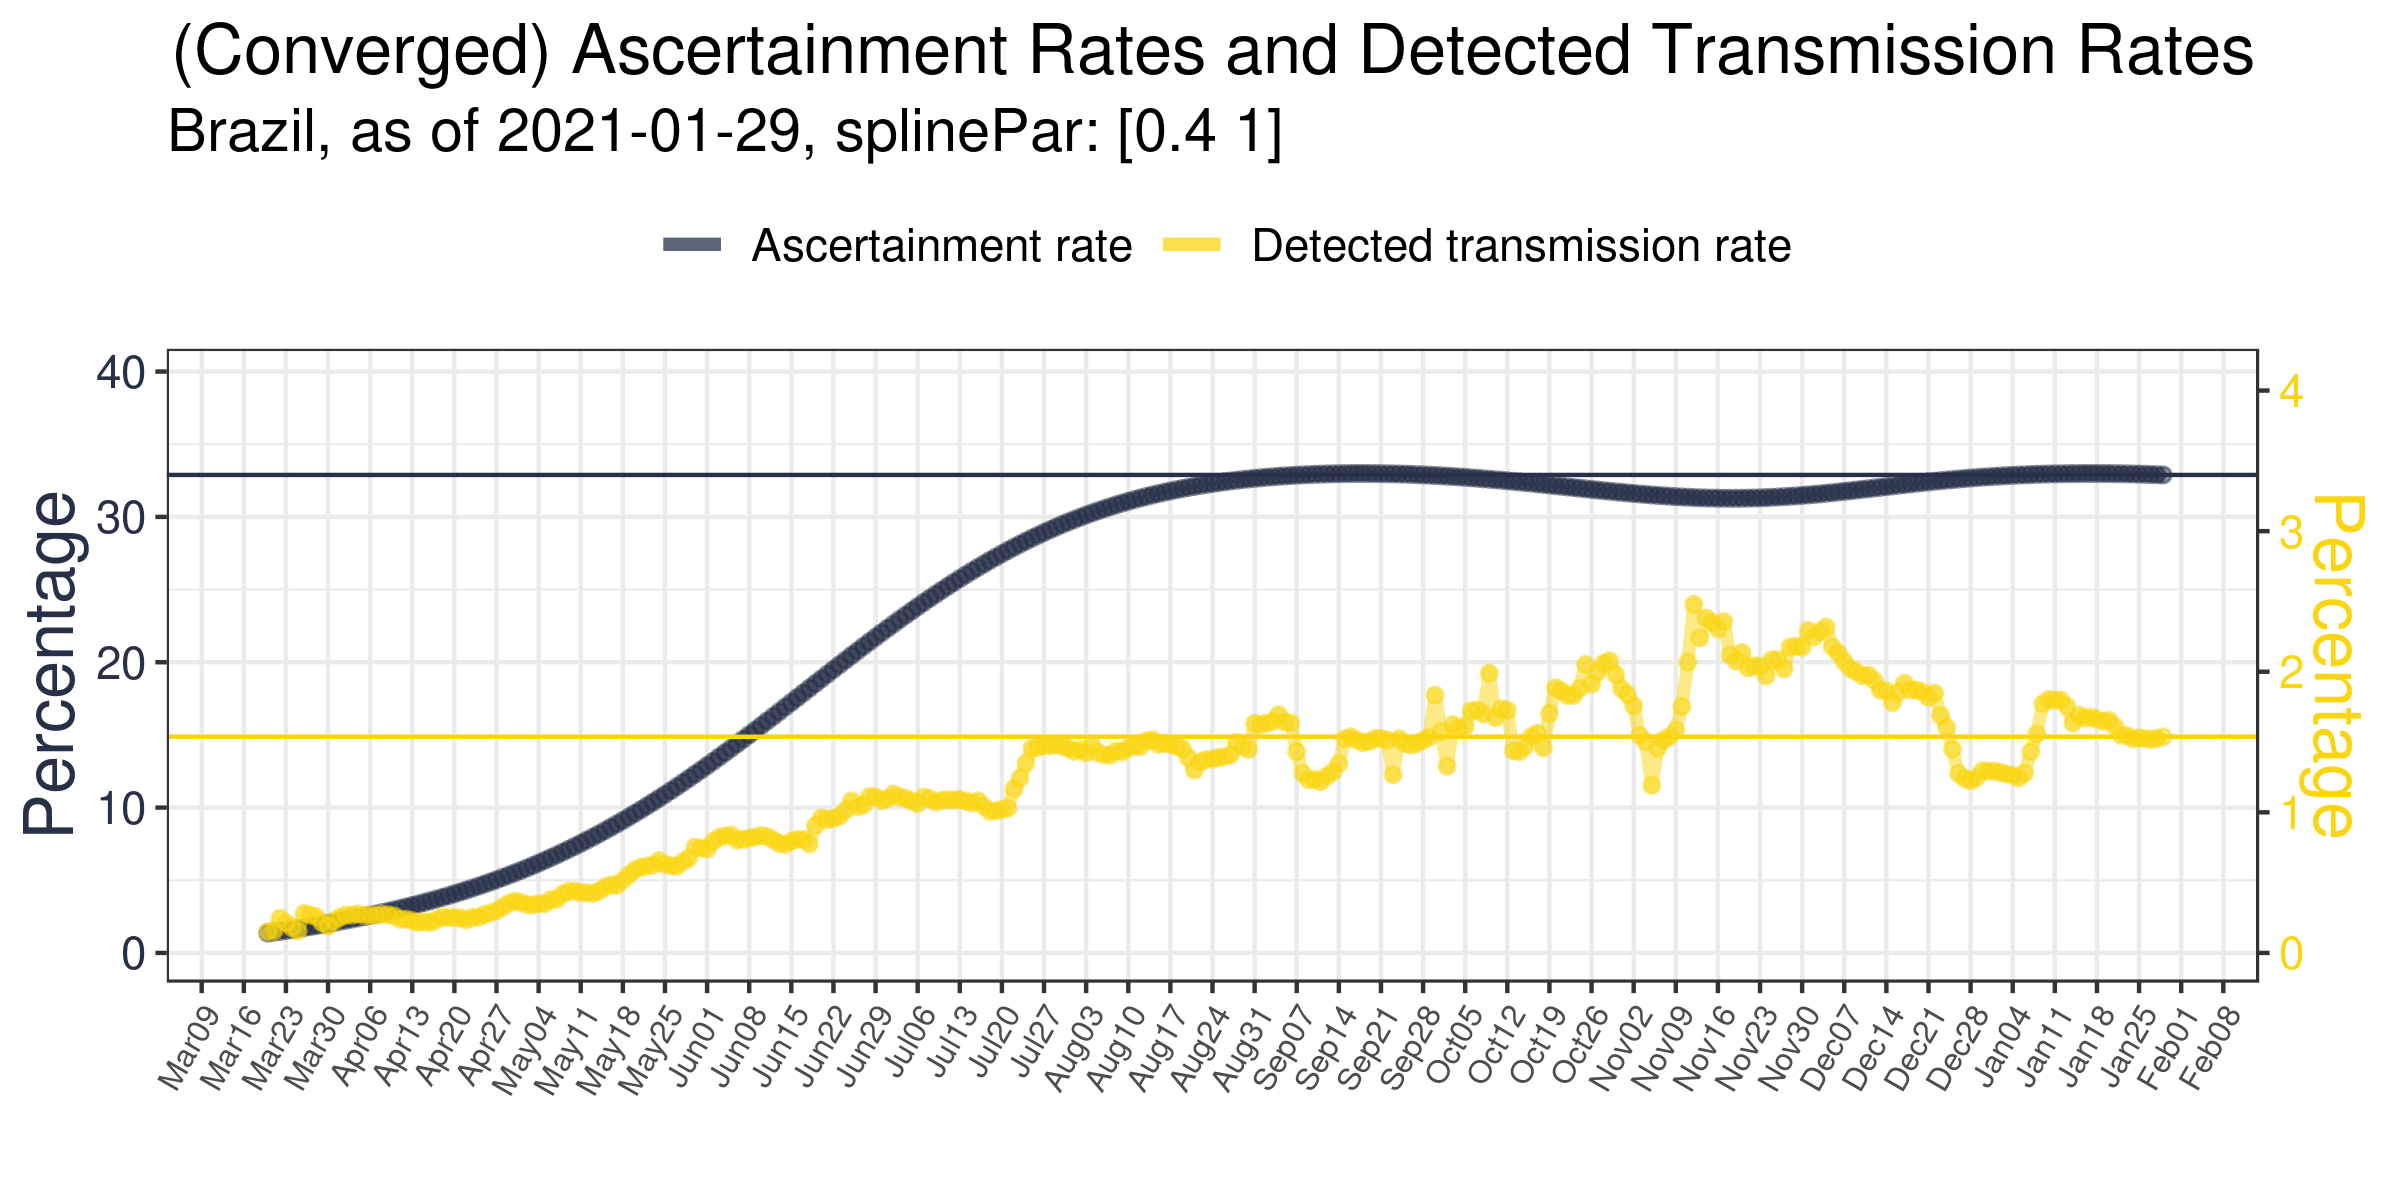 (Converged) Ascertainment Rates and Detected Transmission Rates
Brazil, as of 2021-01-29, splinePar: [0.4 1]
Ascertainment rate
Detected transmission rate
Percentage
40
30
20
10
0
4
3
2
1
0
Percentage
Mar09
Mar16
Mar23
Mar30
Apr06
Apr13
Apr20
Apr27
May04
May11
May18
May25
Jun01
Jun08
Jun15
Jun22
Jun29
Jul06
Jul13
Jul20
Jul27
Aug03
Aug10
Aug17
Aug24
Aug31
Sep07
Sep14
Sep21
Sep28
Oct05
Oct12
Oct19
Oct26
Nov02
Nov09
Nov16
Nov23
Nov30
Dec07
Dec14
Dec21
Dec28
Jan04
Jan11
Jan18
Jan25
Feb01
Feb08